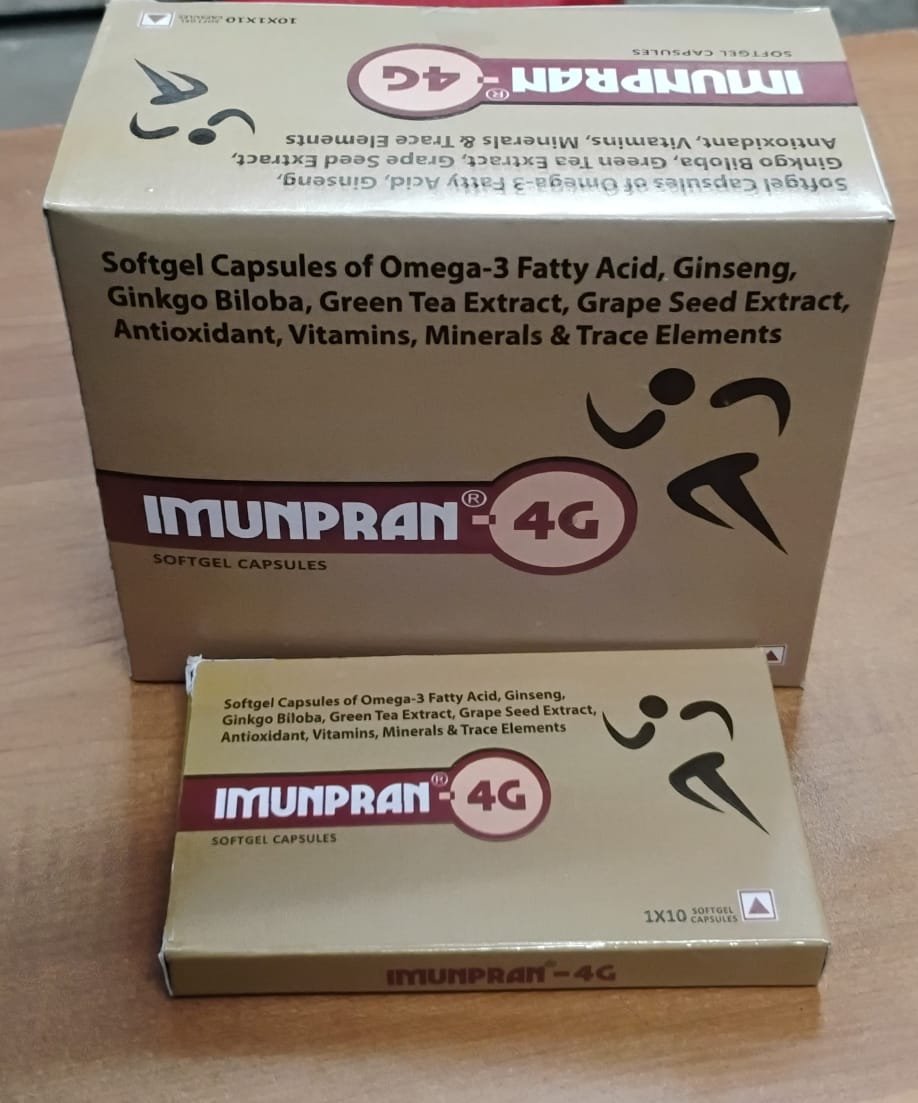 10X1X10 SOFTGEL CAPSULES
IMUNPRAN®-4G
SOFTGEL CAPSULES
Softgel Capsules of Omega-3 Fatty Acid, Ginseng,
Ginkgo Biloba, Green Tea Extract, Grape Seed Extract,
Antioxidant, Vitamins, Minerals & Trace Elements
Softgel Capsules of Omega-3 Fatty Acid, Ginseng,
Ginkgo Biloba, Green Tea Extract, Grape Seed Extract,
Antioxidant, Vitamins, Minerals & Trace Elements
IMUNPRAN®-4G
SOFTGEL CAPSULES
Softgel Capsules of Omega-3 Fatty Acid, Ginseng,
Ginkgo Biloba, Green Tea Extract, Grape Seed Extract,
Antioxidant, Vitamins, Minerals & Trace Elements
IMUNPRAN®-4G
SOFTGEL CAPSULES
1X10 SOFTGEL CAPSULES
IMUNPRAN®-4G